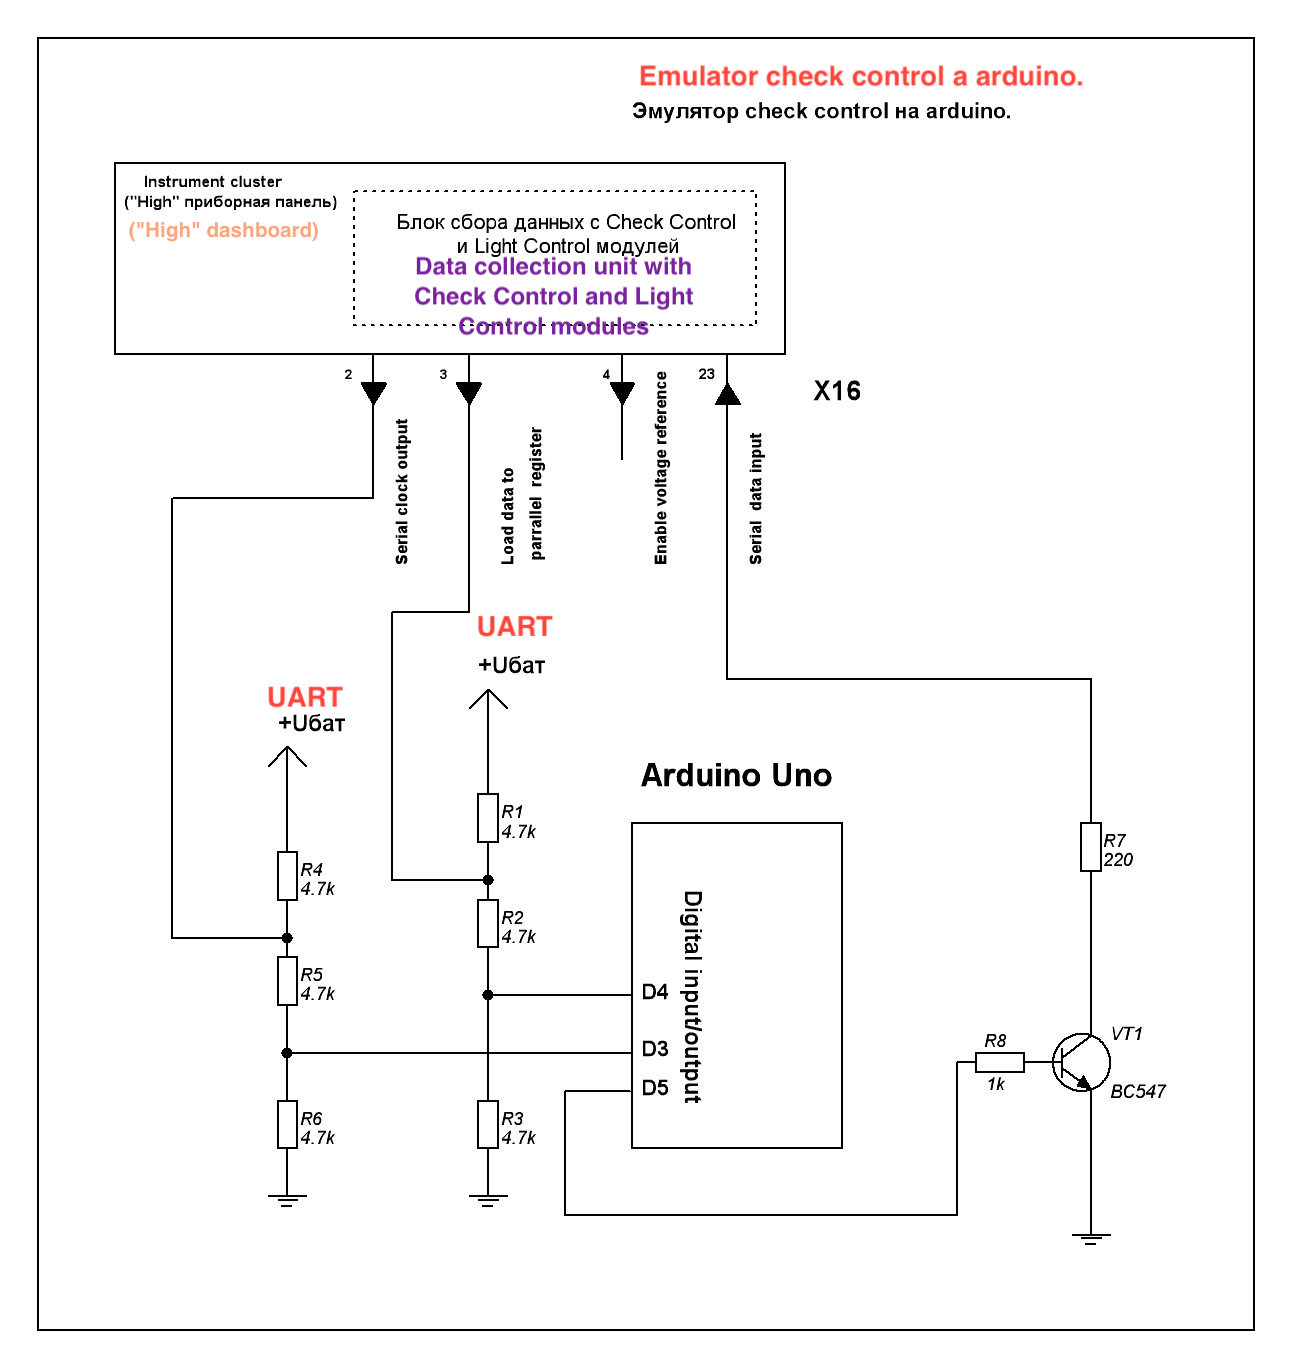 Emulator check control a arduino.
Эмулятор check control на arduino.
Instrument cluster
("High" приборная панель)
("High" dashboard)
Блок сбора данных с Check Control
и Light Control модулей
Data collection unit with
Check Control and Light
Control modules
2
3
4
23
X16
Serial clock output
Load data to
parrallel register
Enable voltage reference
Serial data input
UART
+Uбат
UART
+Uбат
Arduino Uno
R1
4.7k
R4
4.7k
R2
4.7k
R5
4.7k
R7
220
Digital input/output
D4
D3
D5
R8
1k
VT1
BC547
R6
4.7k
R3
4.7k